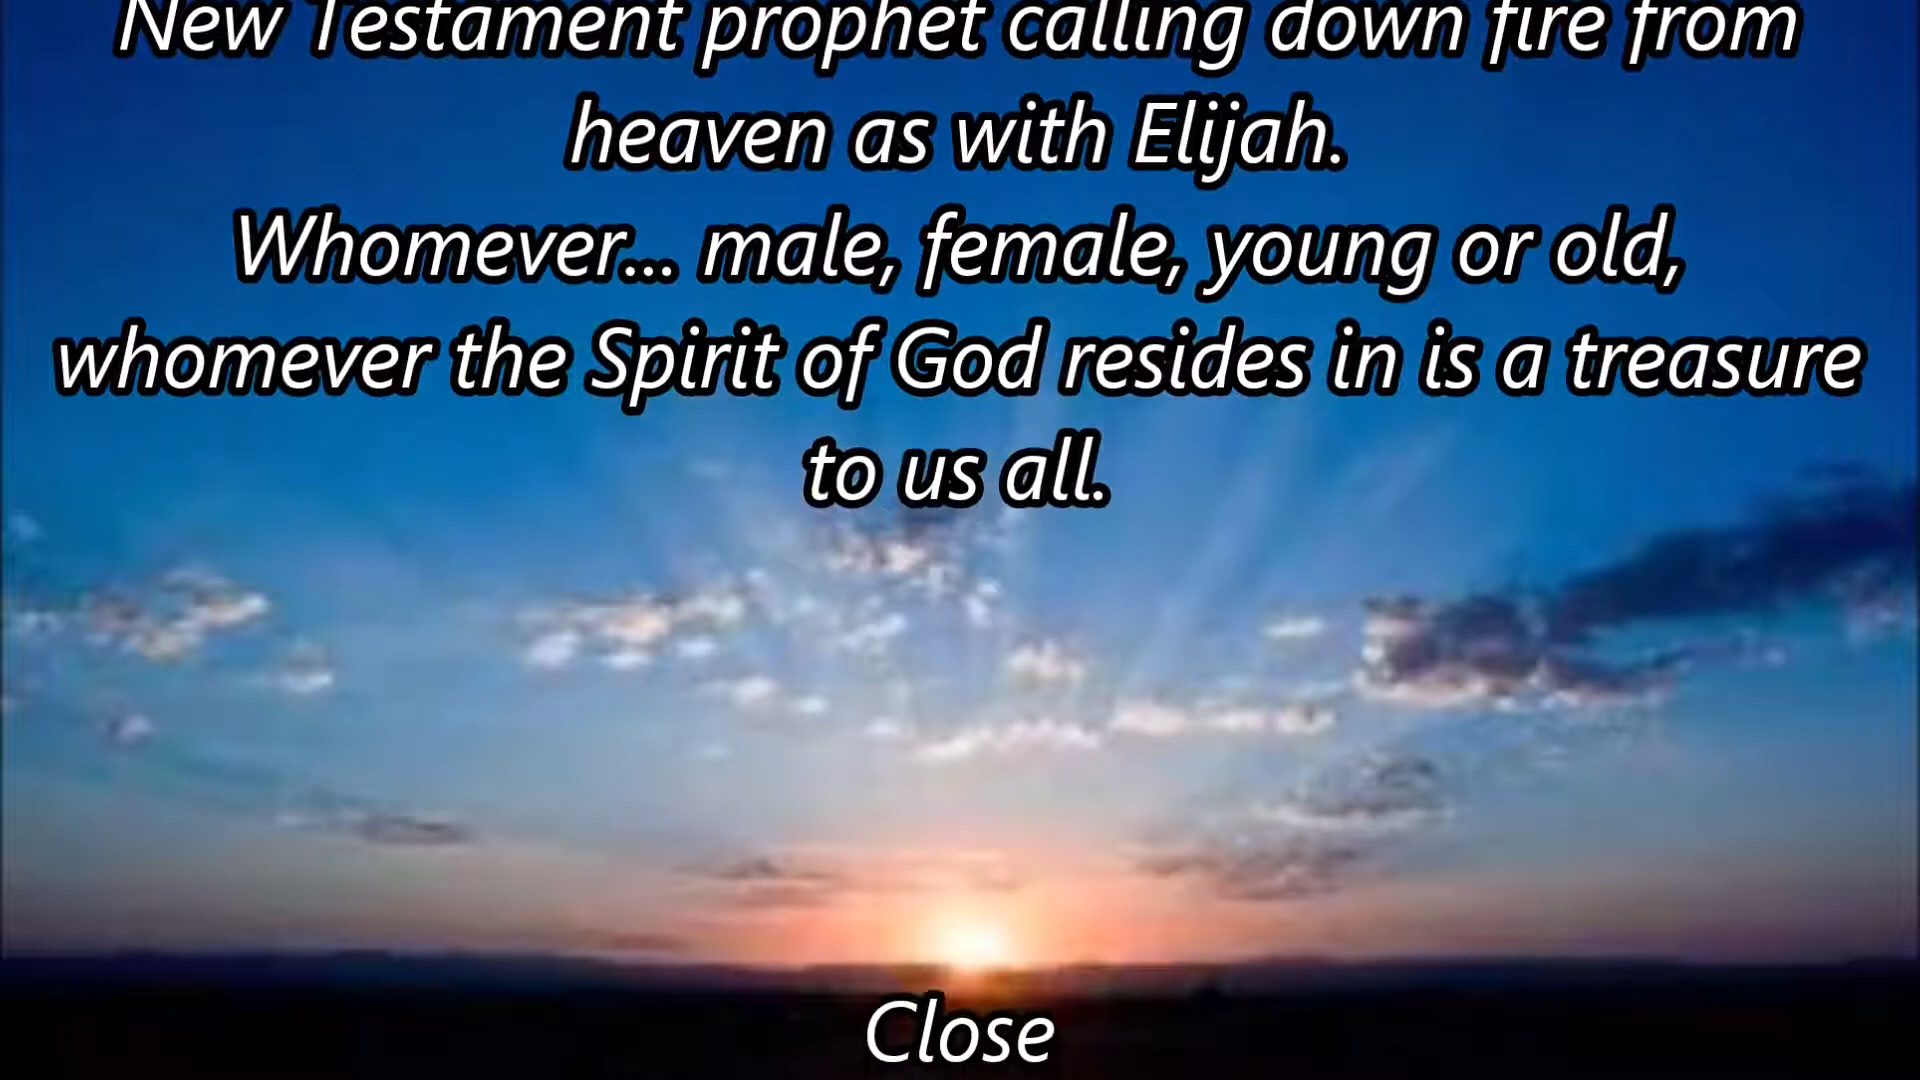 New Testament prophet calling down fire from
heaven as with Elijah.
Whomever... male, female, young or old,
whomever the Spirit of God resides in is a treasure
to us all.
Close